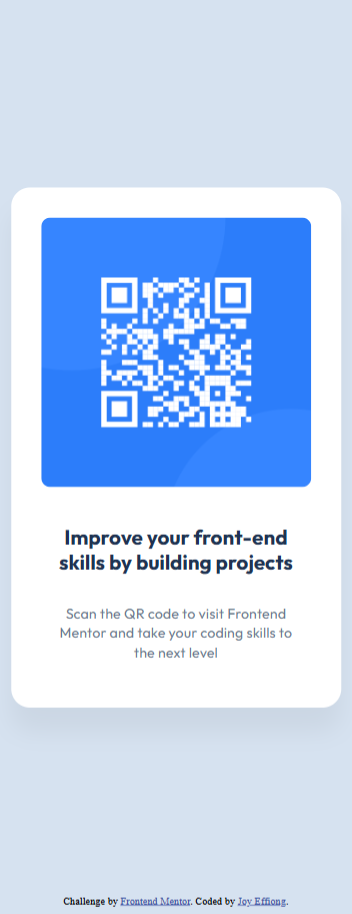 Improve your front-end
skills by building projects
Scan the QR code to visit Frontend
Mentor and take your coding skills to
the next level
Challenge by Frontend Mentor. Coded by Joy Effiong.